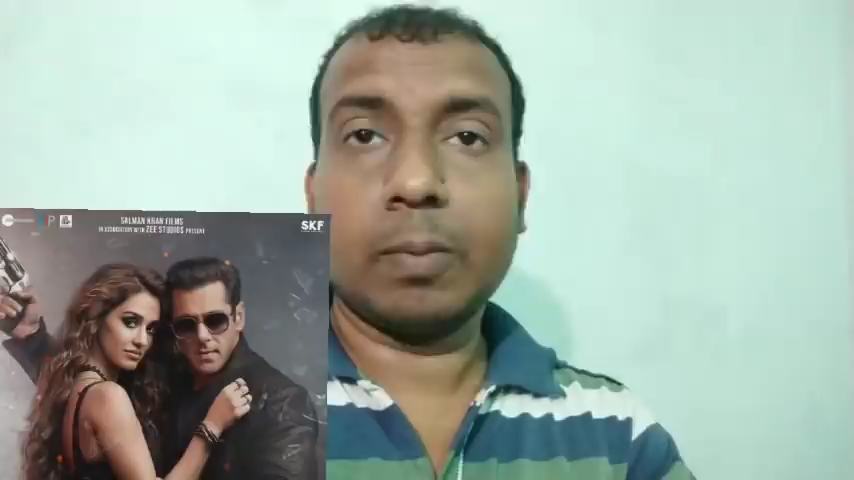 SALMAN KHAN FILMS
IN ASSOCIATION WITH ZEE STUDIOS PRESENT
SKF